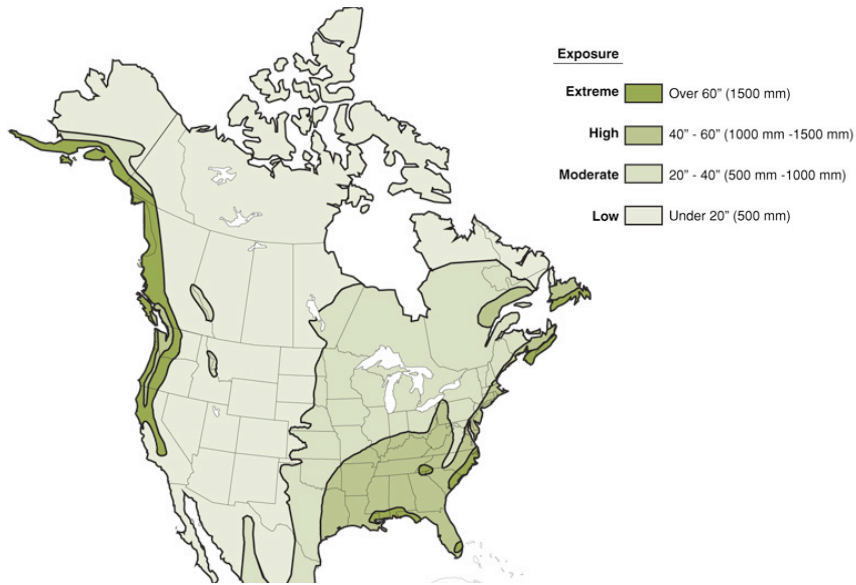 Exposure
Extreme Over 60” (1500 mm)
High 40” - 60” (1000 mm -1500 mm)
Moderate 20” - 40” (500 mm -1000 mm)
Low Under 20” (500 mm)